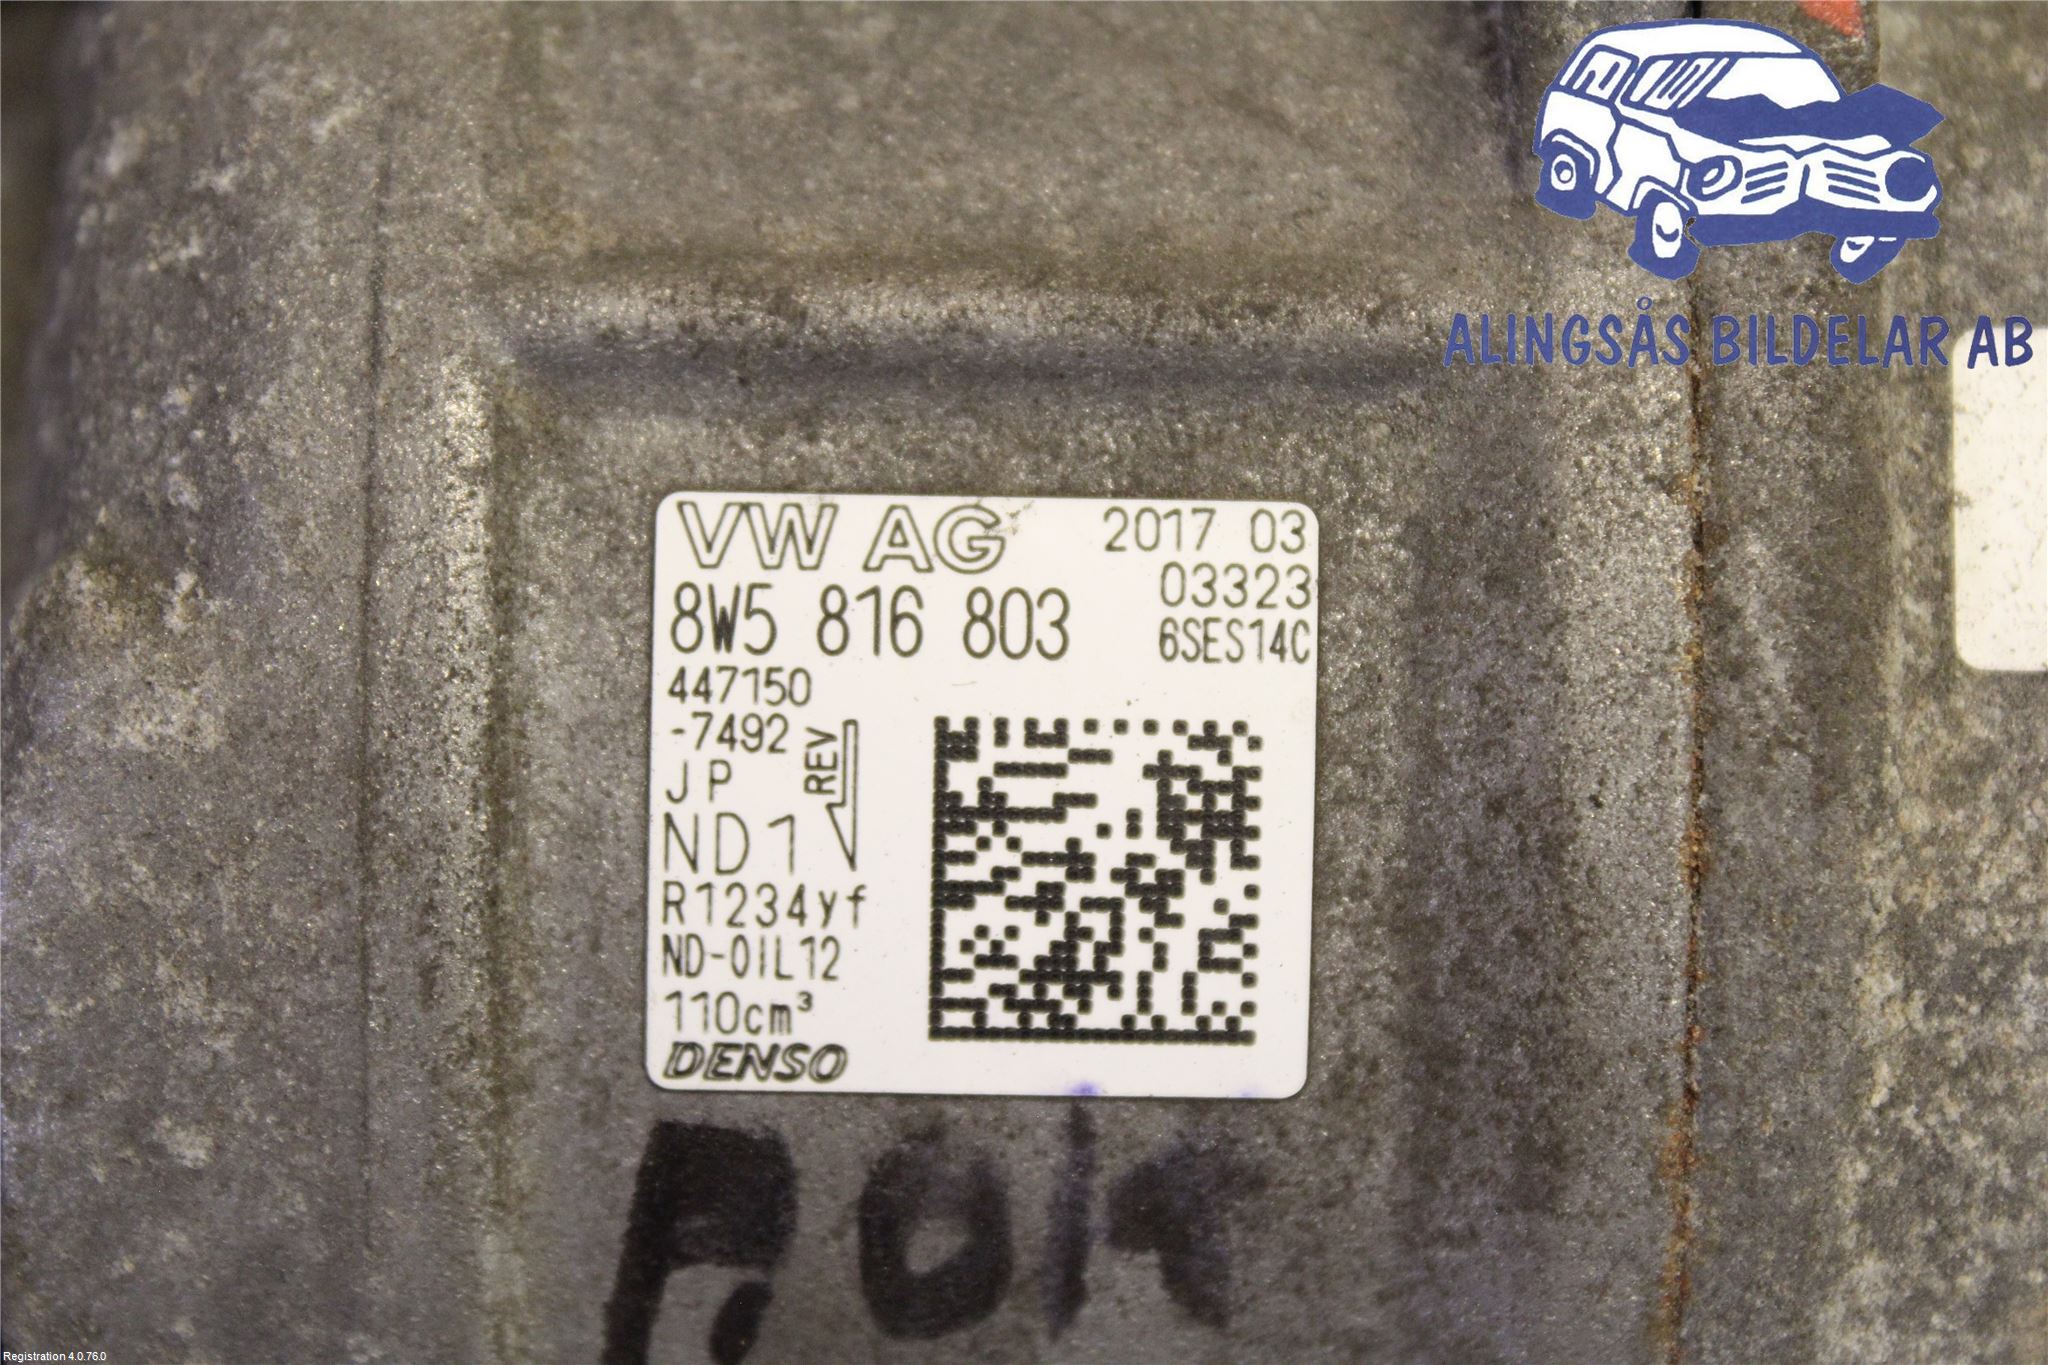 ALINGSÅS BILDELAR AB
VW AG 2017 03
03323
8W5 816 803 6SES14C
447150
-7492
REV
JP
ND1
R1234yf
ND-OIL12
110cm³
DENSO
R.OK
Registration 4.0.76.0